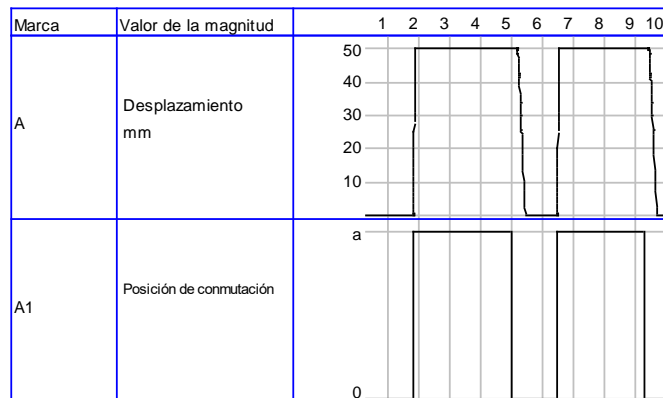 Marca Valor de la magnitud 1 2 3 4 5 6 7 8 9 10
50
40
30
20
10
A
Desplazamiento
mm
a
0
A1
Posición de conmutación